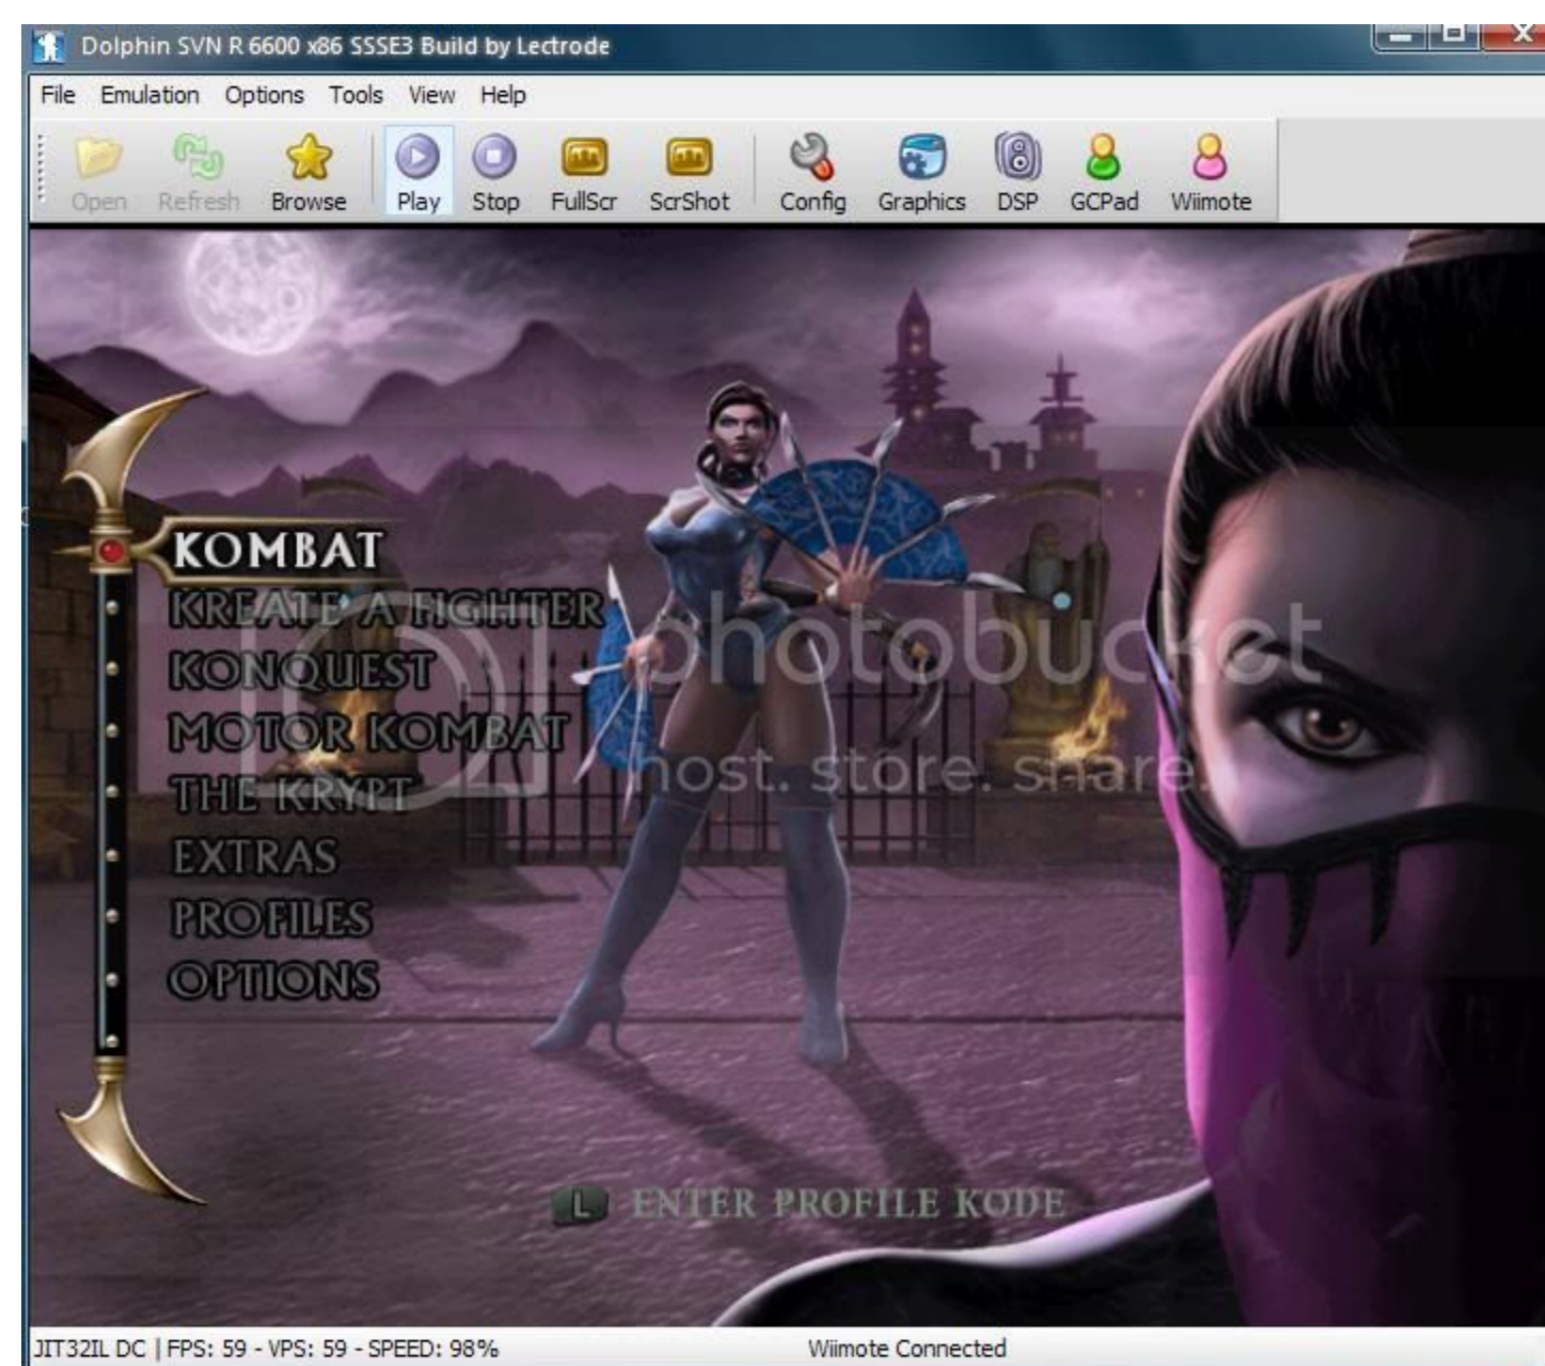 Dolphin SVN R 6600 x86 SSSE3 Build by Lectrode
File Emulation Options Tools View Help
Open Refresh Browse Play Stop FullScr ScrShot Config Graphics DSP GCPad Wiimote
KOMBAT
KREATE A FIGHTER
KONQUEST
MOTOR KOMBAT
THE KRYPT
EXTRAS
PROFILES
OPTIONS
photobucket
host. store. share.
L ENTER PROFILE KODE
JIT32IL DC | FPS: 59 - VPS: 59 - SPEED: 98% Wiimote Connected